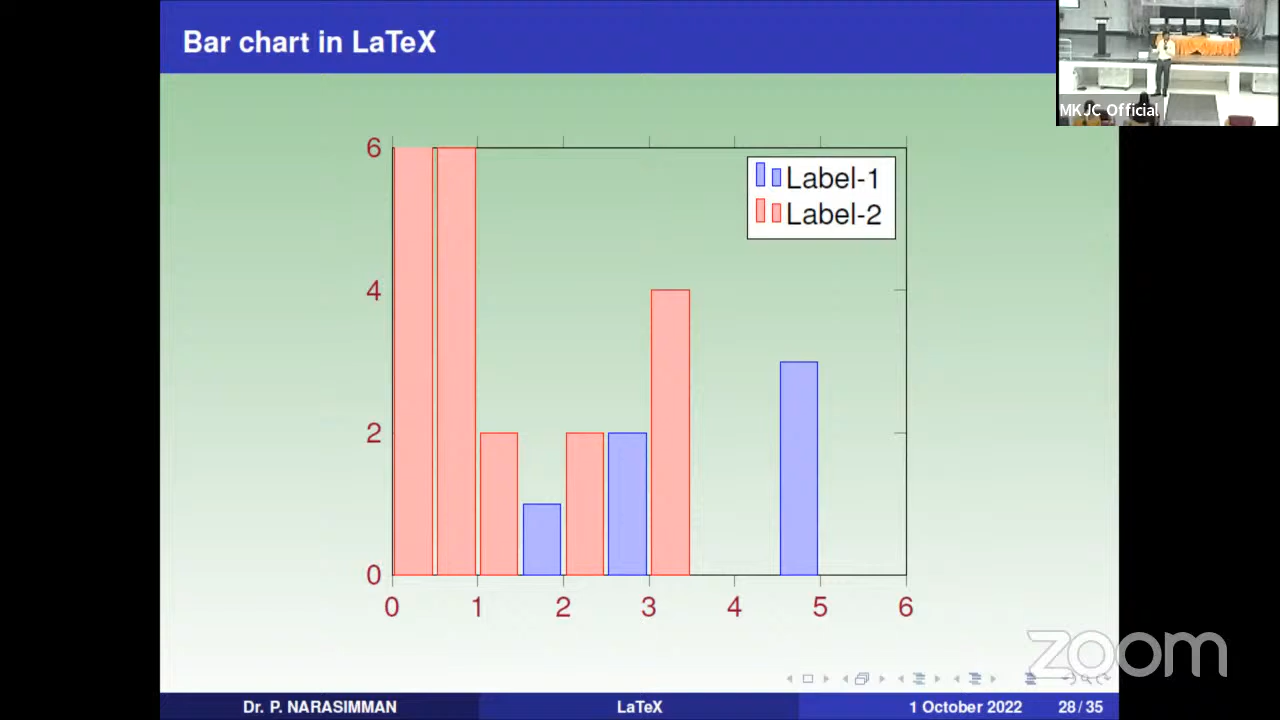 Bar chart in LaTeX
MKJC Official
6
4
2
0
0 1 2 3 4 5 6
Label-1
Label-2
zoom
Dr. P. NARASIMMAN LaTeX 1 October 2022 28/35